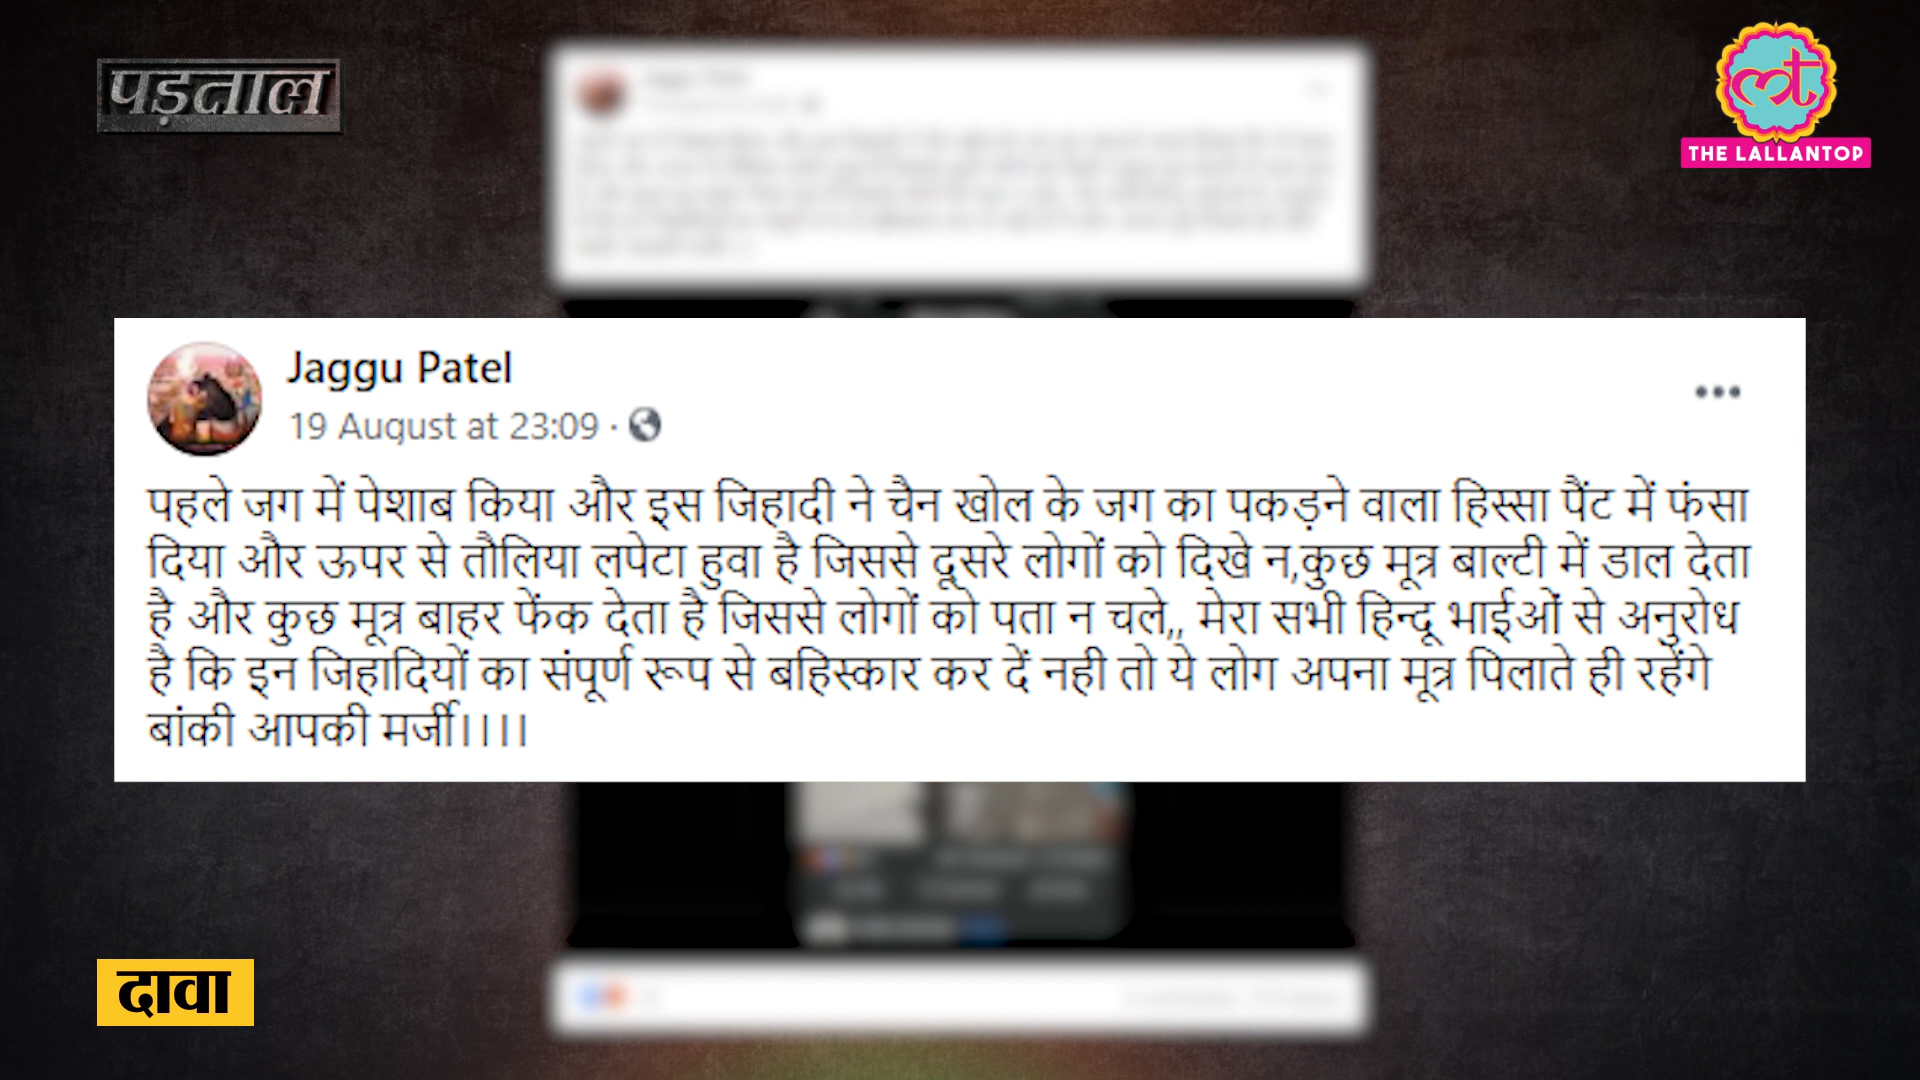 पड़ताल
THE LALLANTOP
Jaggu Patel
19 August at 23:09 ·
पहले जग में पेशाब किया और इस जिहादी ने चैन खोल के जग का पकड़ने वाला हिस्सा पैंट में फंसा
दिया और ऊपर से तौलिया लपेटा हुवा है जिससे दूसरे लोगों को दिखे न,कुछ मूत्र बाल्टी में डाल देता
है और कुछ मूत्र बाहर फेंक देता है जिससे लोगों को पता न चले,, मेरा सभी हिन्दू भाईओं से अनुरोध
है कि इन जिहादियों का संपूर्ण रूप से बहिस्कार कर दें नही तो ये लोग अपना मूत्र पिलाते ही रहेंगे
बांकी आपकी मर्जी।।।।
दावा